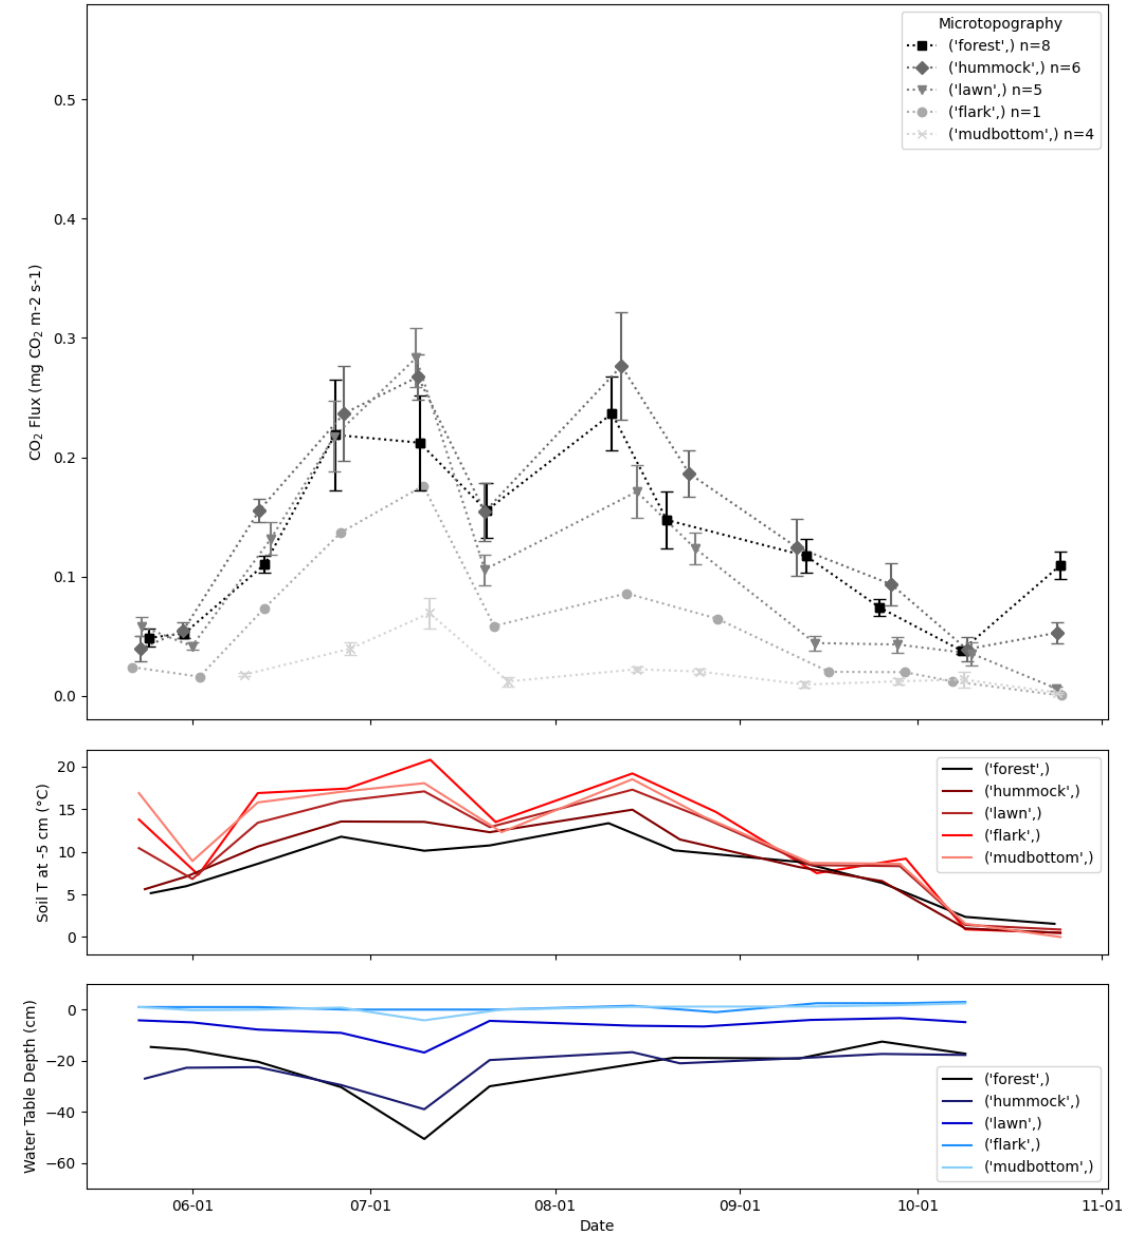 Microtopography
('forest',) n=8
('hummock',) n=6
('lawn',) n=5
('flark',) n=1
('mudbottom',) n=4
0.5
0.4
0.3
0.2
0.1
0.0
CO₂ Flux (mg CO₂ m-2 s-1)
20
15
10
5
0
Soil T at -5 cm (°C)
('forest',)
('hummock',)
('lawn',)
('flark',)
('mudbottom',)
0
−20
−40
−60
Water Table Depth (cm)
('forest',)
('hummock',)
('lawn',)
('flark',)
('mudbottom',)
06-01 07-01 08-01 09-01 10-01 11-01
Date